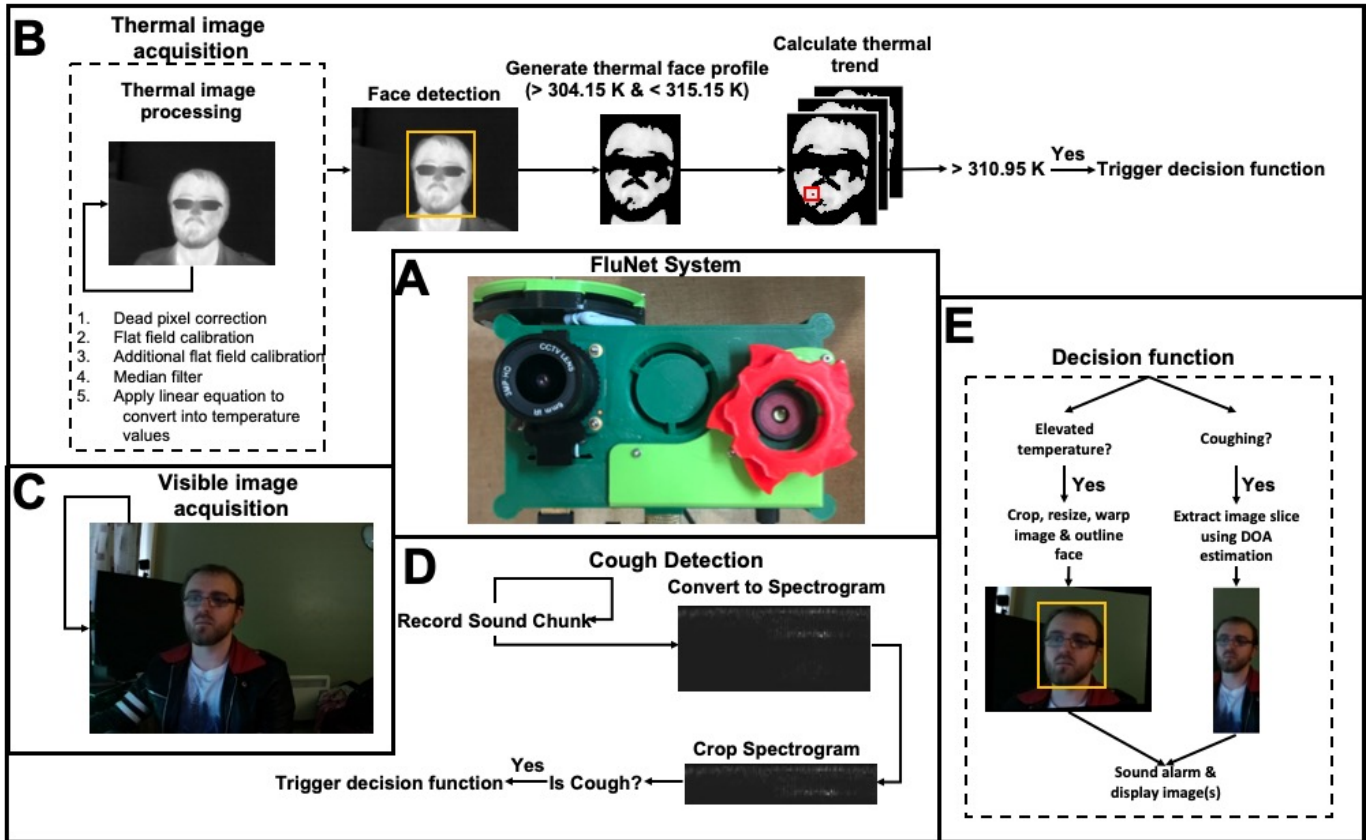 B
Thermal image
acquisition
Thermal image
processing
1. Dead pixel correction
2. Flat field calibration
3. Additional flat field calibration
4. Median filter
5. Apply linear equation to
convert into temperature
values
Face detection
Generate thermal face profile
(> 304.15 K & < 315.15 K)
Calculate thermal
trend
> 310.95 K
Yes
Trigger decision function
A
FluNet System
CCTV LENS
3MP HD
6mm IR
C
Visible image
acquisition
D
Cough Detection
Record Sound Chunk
Convert to Spectrogram
Crop Spectrogram
Is Cough?
Yes
Trigger decision function
E
Decision function
Elevated
temperature?
Yes
Crop, resize, warp
image & outline
face
Coughing?
Yes
Extract image slice
using DOA
estimation
Sound alarm &
display image(s)